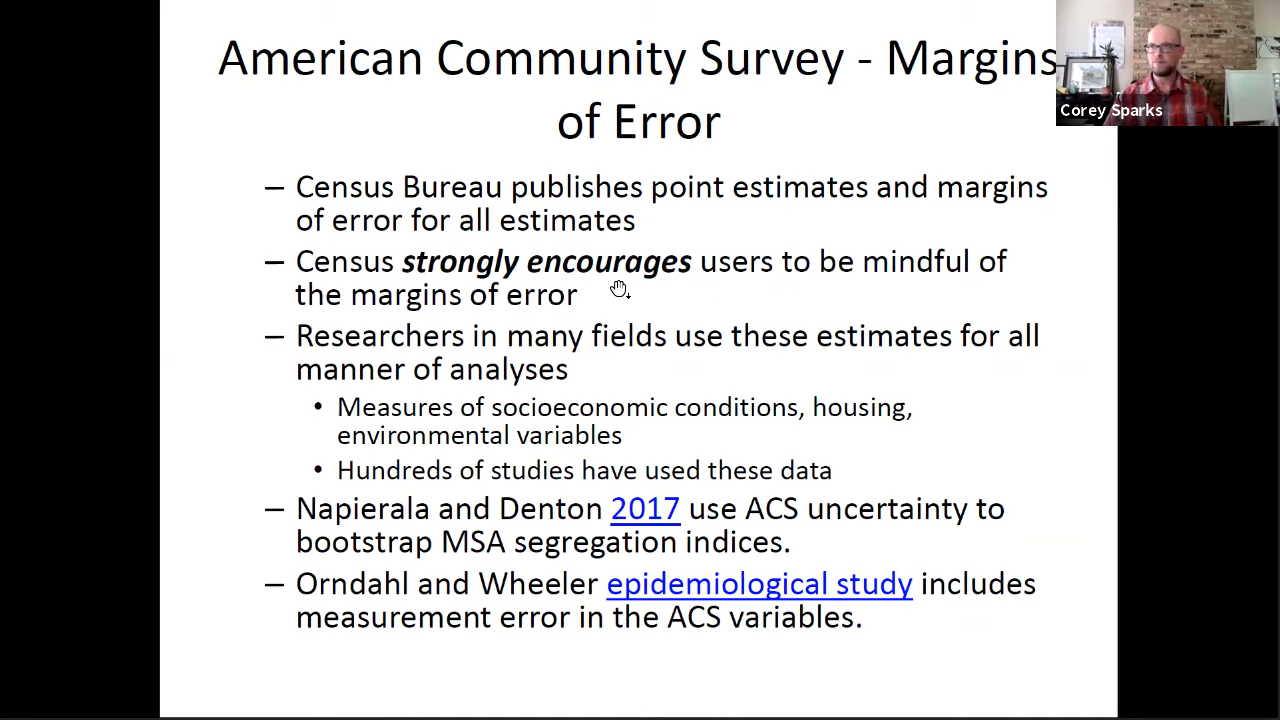 American Community Survey - Margins
of Error
Corey Sparks
– Census Bureau publishes point estimates and margins
of error for all estimates
– Census strongly encourages users to be mindful of
the margins of error
– Researchers in many fields use these estimates for all
manner of analyses
• Measures of socioeconomic conditions, housing,
environmental variables
• Hundreds of studies have used these data
– Napierala and Denton 2017 use ACS uncertainty to
bootstrap MSA segregation indices.
– Orndahl and Wheeler epidemiological study includes
measurement error in the ACS variables.